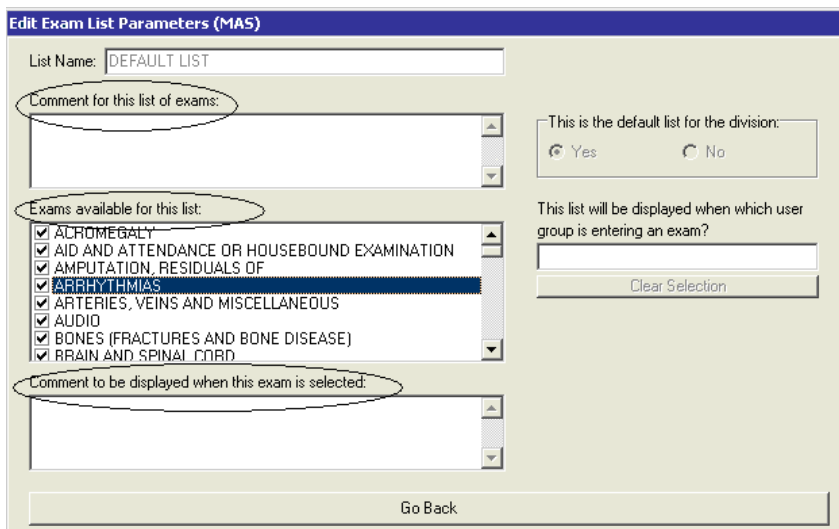 Edit Exam List Parameters (MAS)
List Name: DEFAULT LIST
Comment for this list of exams:
This is the default list for the division:
Yes No
Exams available for this list:
ACROMEGALY
AID AND ATTENDANCE OR HOUSEBOUND EXAMINATION
AMPUTATION, RESIDUALS OF
ARRHYTHMIAS
ARTERIES, VEINS AND MISCELLANEOUS
AUDIO
BONES (FRACTURES AND BONE DISEASE)
BRAIN AND SPINAL CORD
This list will be displayed when which user
group is entering an exam?
Clear Selection
Comment to be displayed when this exam is selected:
Go Back